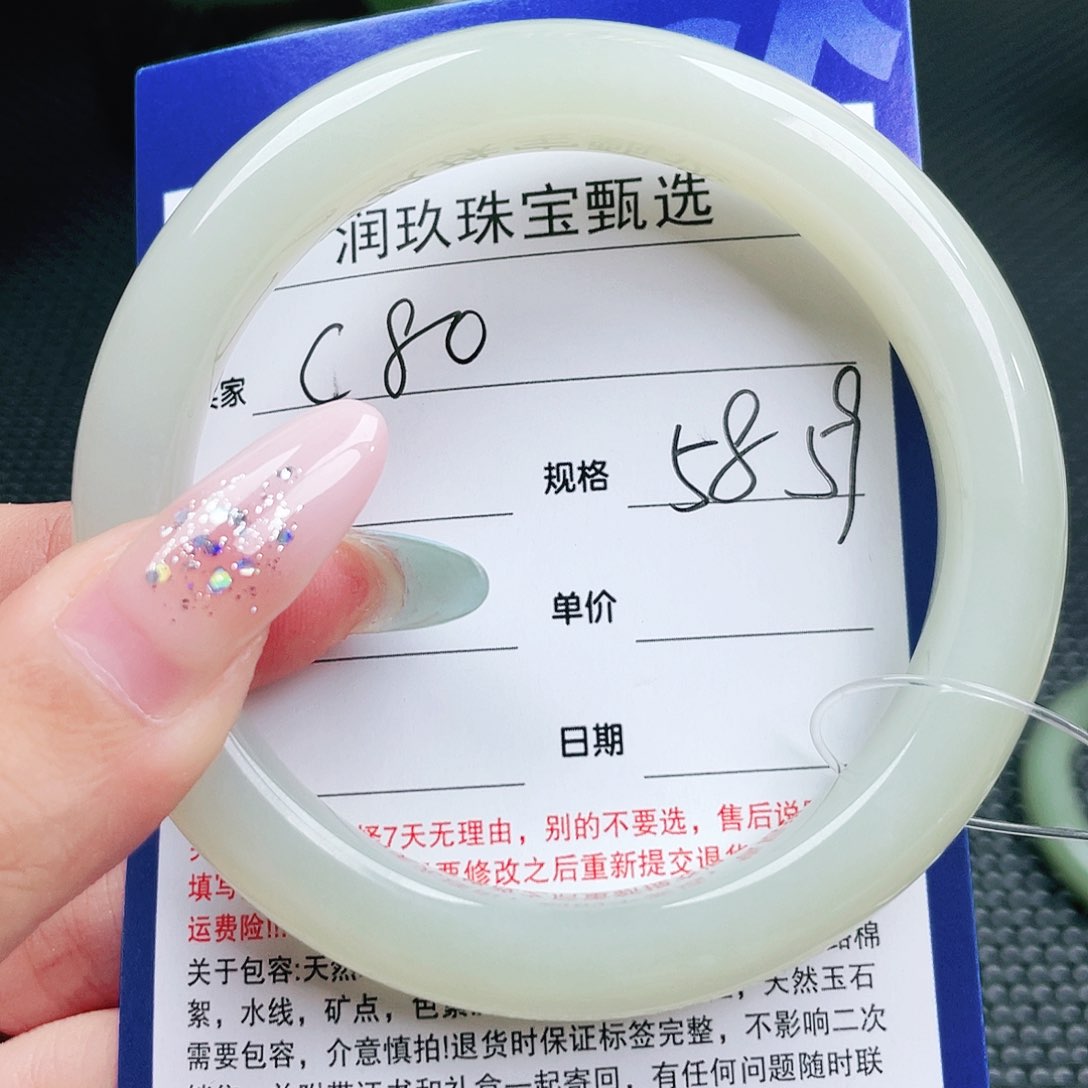 润玖珠宝甄选
家 C80
规格 58 59
单价
日期
7天无理由，别的不要选，售后说
要修改之后重新提交退货
填写
运费险!!!
关于包容:天然 棉
絮，水线，矿点，色 ，天然玉石
需要包容，介意慎拍!退货时保证标签完整，不影响二次
有任何问题随时联